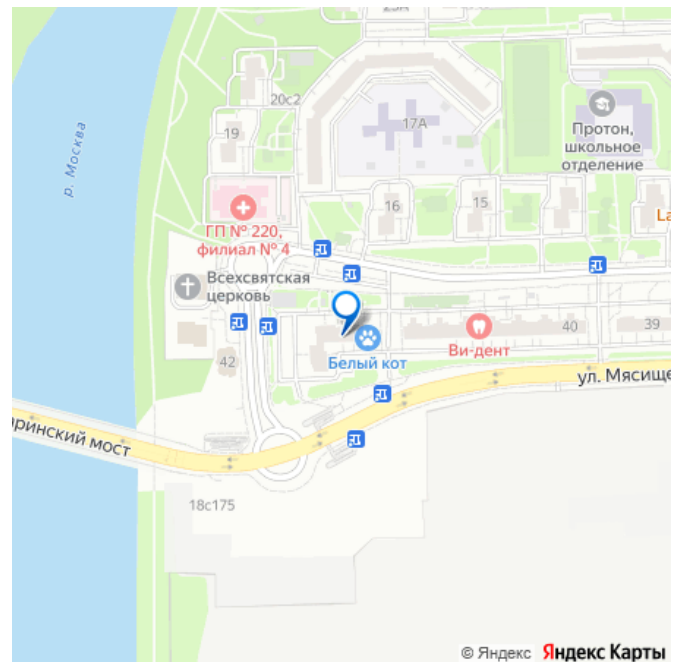 20с2
19
17А
Протон,
школьное
отделение
р. Москва
16
15
ГП № 220,
филиал № 4
Всехсвятская
церковь
42
Белый кот
Ви-дент
40
39
ул. Мясище
оринский мост
18с175
© Яндекс Яндекс Карты